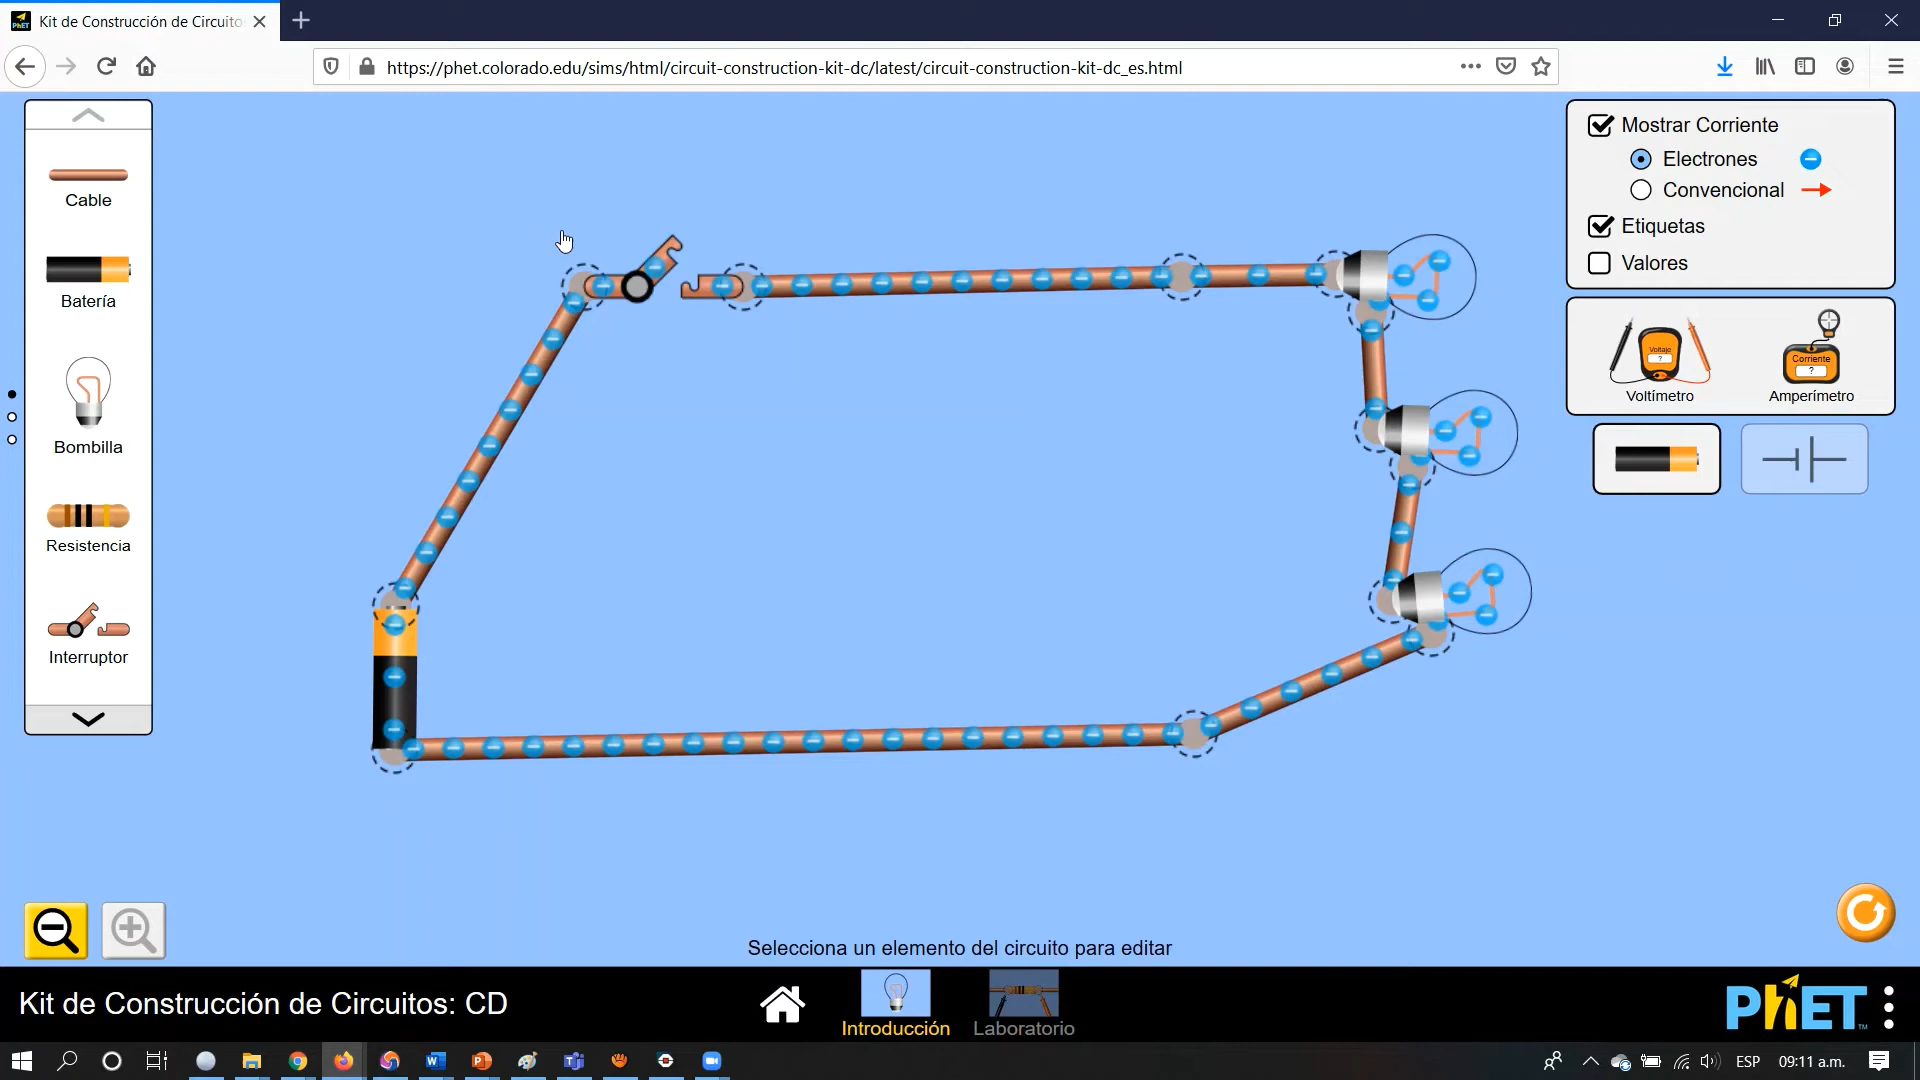 Kit de Construcción de Circuito
https://phet.colorado.edu/sims/html/circuit-construction-kit-dc/latest/circuit-construction-kit-dc_es.html
Cable
Batería
Bombilla
Resistencia
Interruptor
Mostrar Corriente
Electrones
Convencional
Etiquetas
Valores
Voltaje
?
Voltímetro
Corriente
?
Amperímetro
Selecciona un elemento del circuito para editar
Kit de Construcción de Circuitos: CD
Introducción
Laboratorio
PhET
ESP
09:11 a.m.